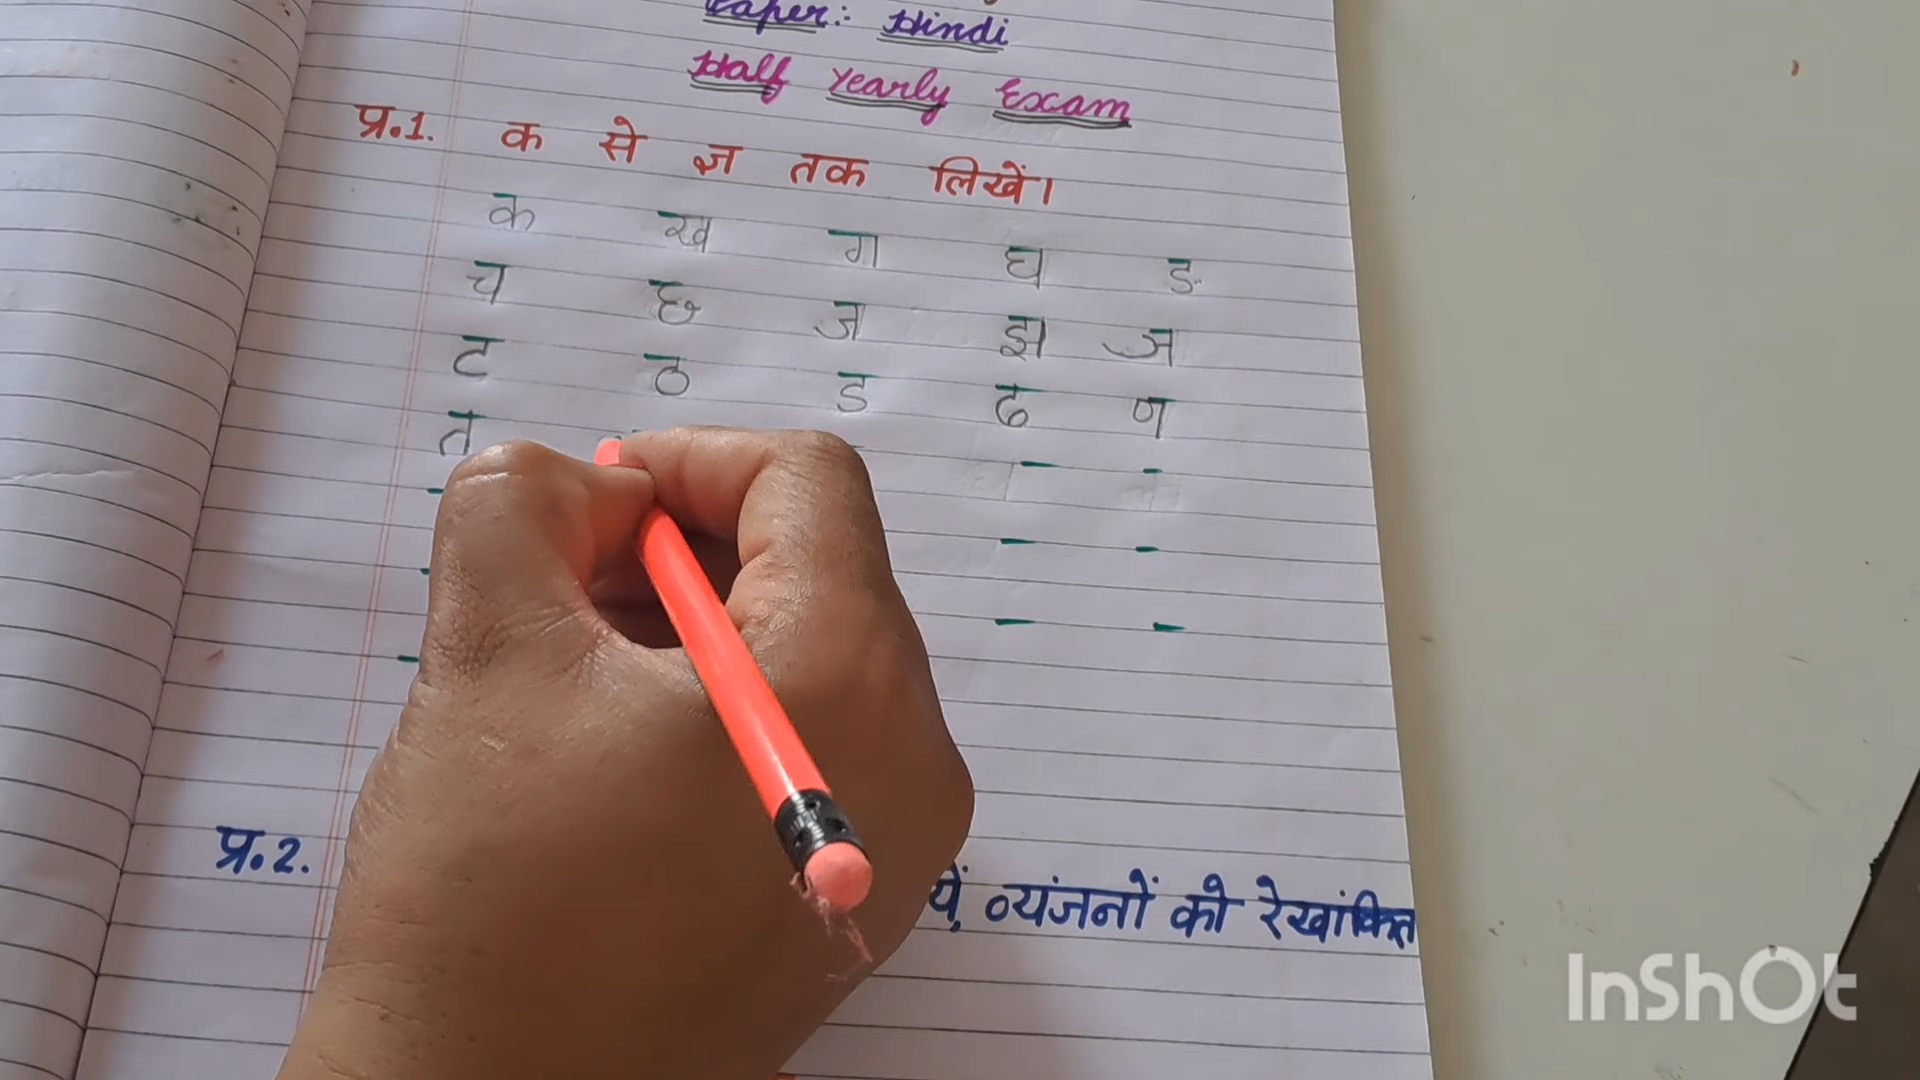 Paper:- Hindi
Half Yearly Exam
प्र.1. क से ज्ञ तक लिखें।
क ख ग घ ङ
च छ ज झ ञ
ट ठ ड ढ ण
त
प्र.2. व्यंजनों को रेखांकित
InShOt